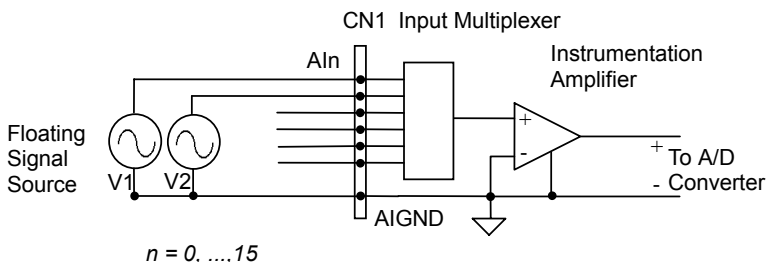 CN1 Input Multiplexer
AIn
Instrumentation
Amplifier
Floating
Signal
Source
V1
V2
+
-
+
To A/D
- Converter
AIGND
n = 0, ...,15